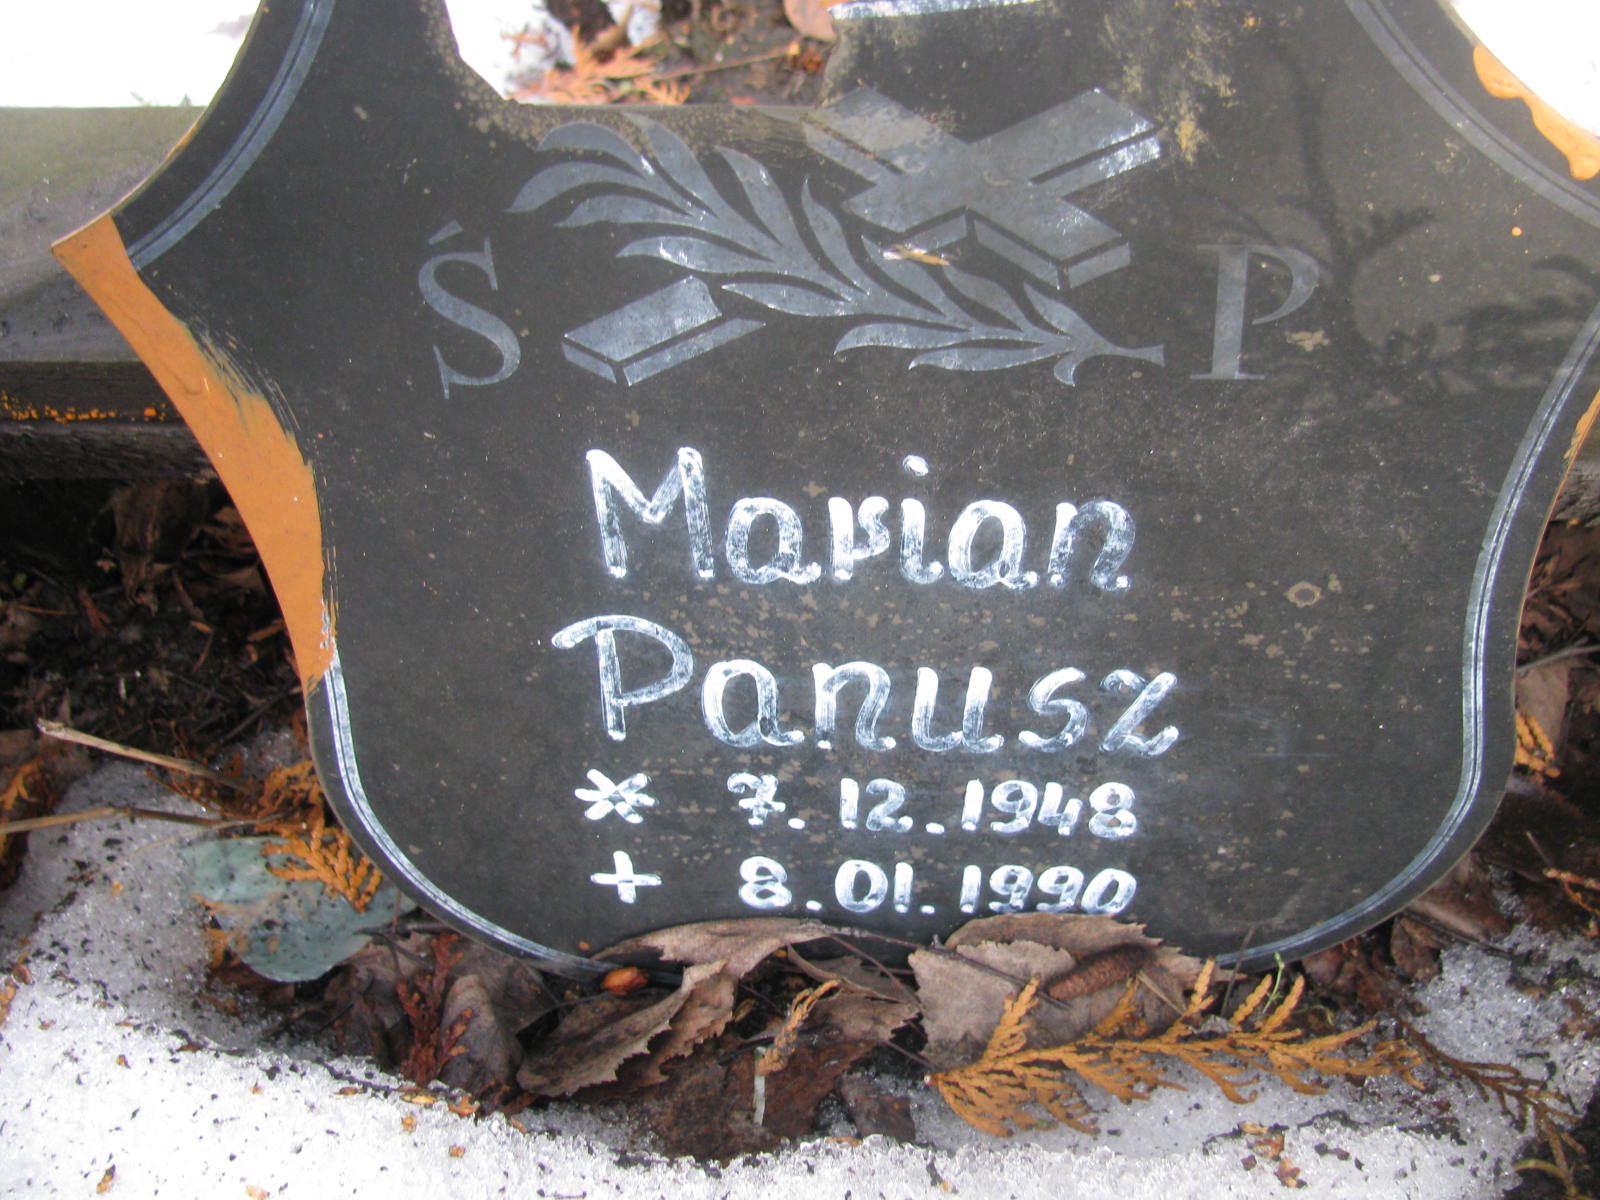 Ś P
Marian
Panusz
* 7.12.1948
+ 8.01.1990